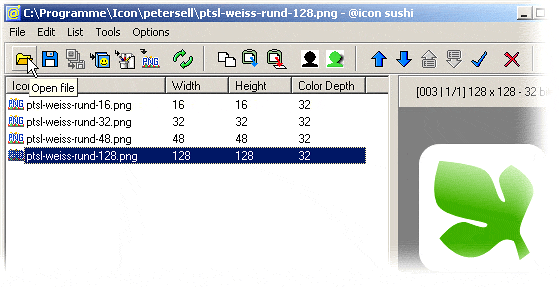 C:\Programme\Icon\petersell\ptsl-weiss-rund-128.png - @icon sushi
File Edit List Tools Options
PNG
Open file
Width Height Color Depth
[003 | 1/1] 128 x 128 - 32
ptsl-weiss-rund-16.png 16 16 32
ptsl-weiss-rund-32.png 32 32 32
ptsl-weiss-rund-48.png 48 48 32
ptsl-weiss-rund-128.png 128 128 32